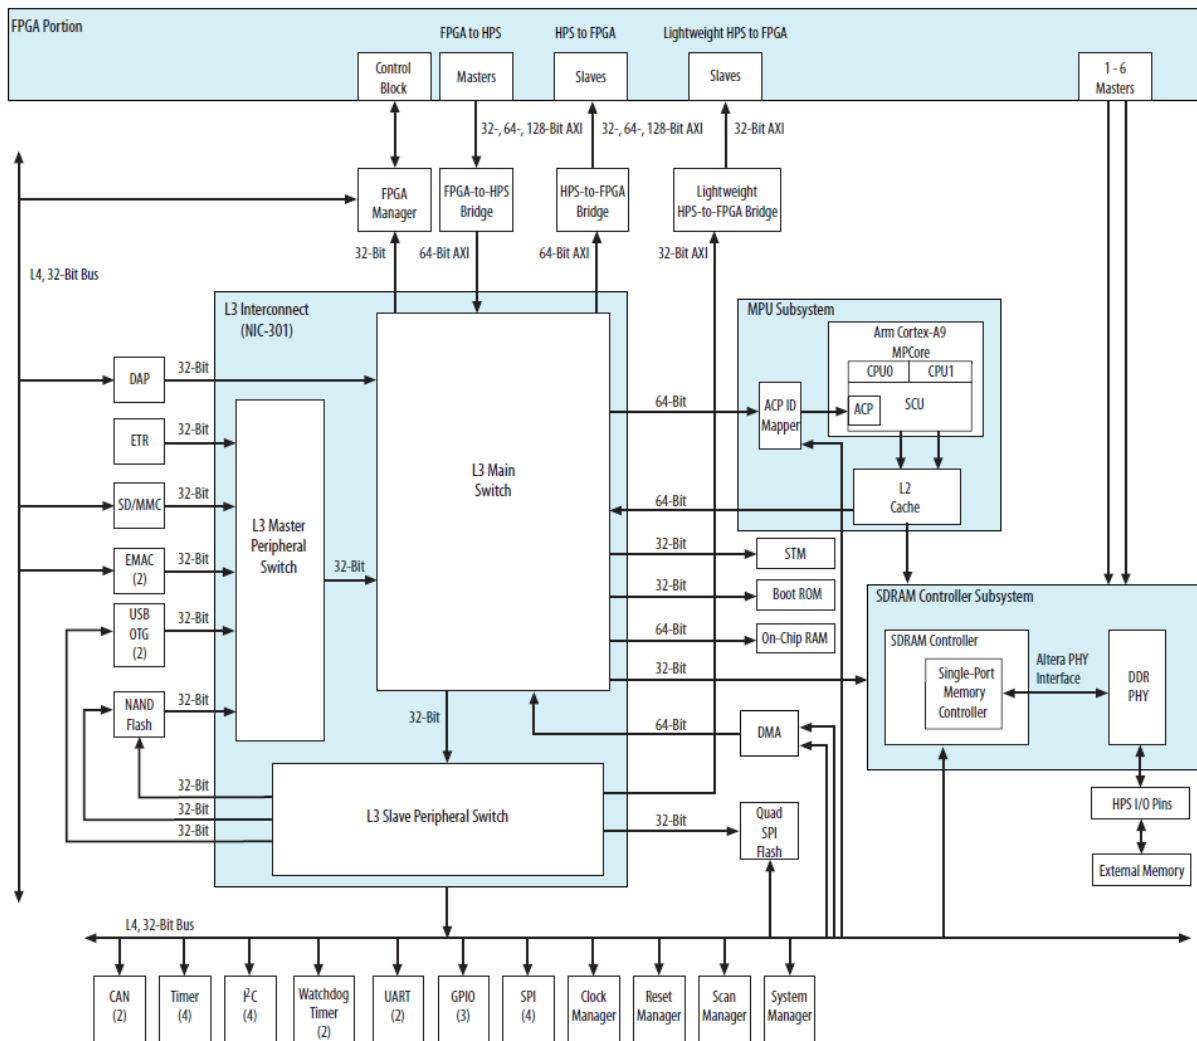 FPGA Portion
FPGA to HPS
HPS to FPGA
Lightweight HPS to FPGA
Control
Block
Masters
Slaves
Slaves
1 - 6
Masters
32-, 64-, 128-Bit AXI
32-, 64-, 128-Bit AXI
32-Bit AXI
FPGA
Manager
FPGA-to-HPS
Bridge
HPS-to-FPGA
Bridge
Lightweight
HPS-to-FPGA Bridge
32-Bit
64-Bit AXI
64-Bit AXI
32-Bit AXI
L4, 32-Bit Bus
L3 Interconnect
(NIC-301)
MPU Subsystem
Arm Cortex-A9
MPCore
CPU0
CPU1
DAP
32-Bit
64-Bit
ACP ID
Mapper
ACP
SCU
ETR
32-Bit
L3 Main
Switch
SD/MMC
32-Bit
64-Bit
L2
Cache
L3 Master
Peripheral
Switch
EMAC
(2)
32-Bit
32-Bit
32-Bit
STM
32-Bit
Boot ROM
USB
OTG
(2)
32-Bit
64-Bit
On-Chip RAM
32-Bit
SDRAM Controller Subsystem
SDRAM Controller
Altera PHY
Interface
Single-Port
Memory
Controller
DDR
PHY
NAND
Flash
32-Bit
32-Bit
64-Bit
DMA
32-Bit
32-Bit
32-Bit
L3 Slave Peripheral Switch
32-Bit
Quad
SPI
Flash
HPS I/O Pins
External Memory
L4, 32-Bit Bus
CAN
(2)
Timer
(4)
I²C
(4)
Watchdog
Timer
(2)
UART
(2)
GPIO
(3)
SPI
(4)
Clock
Manager
Reset
Manager
Scan
Manager
System
Manager